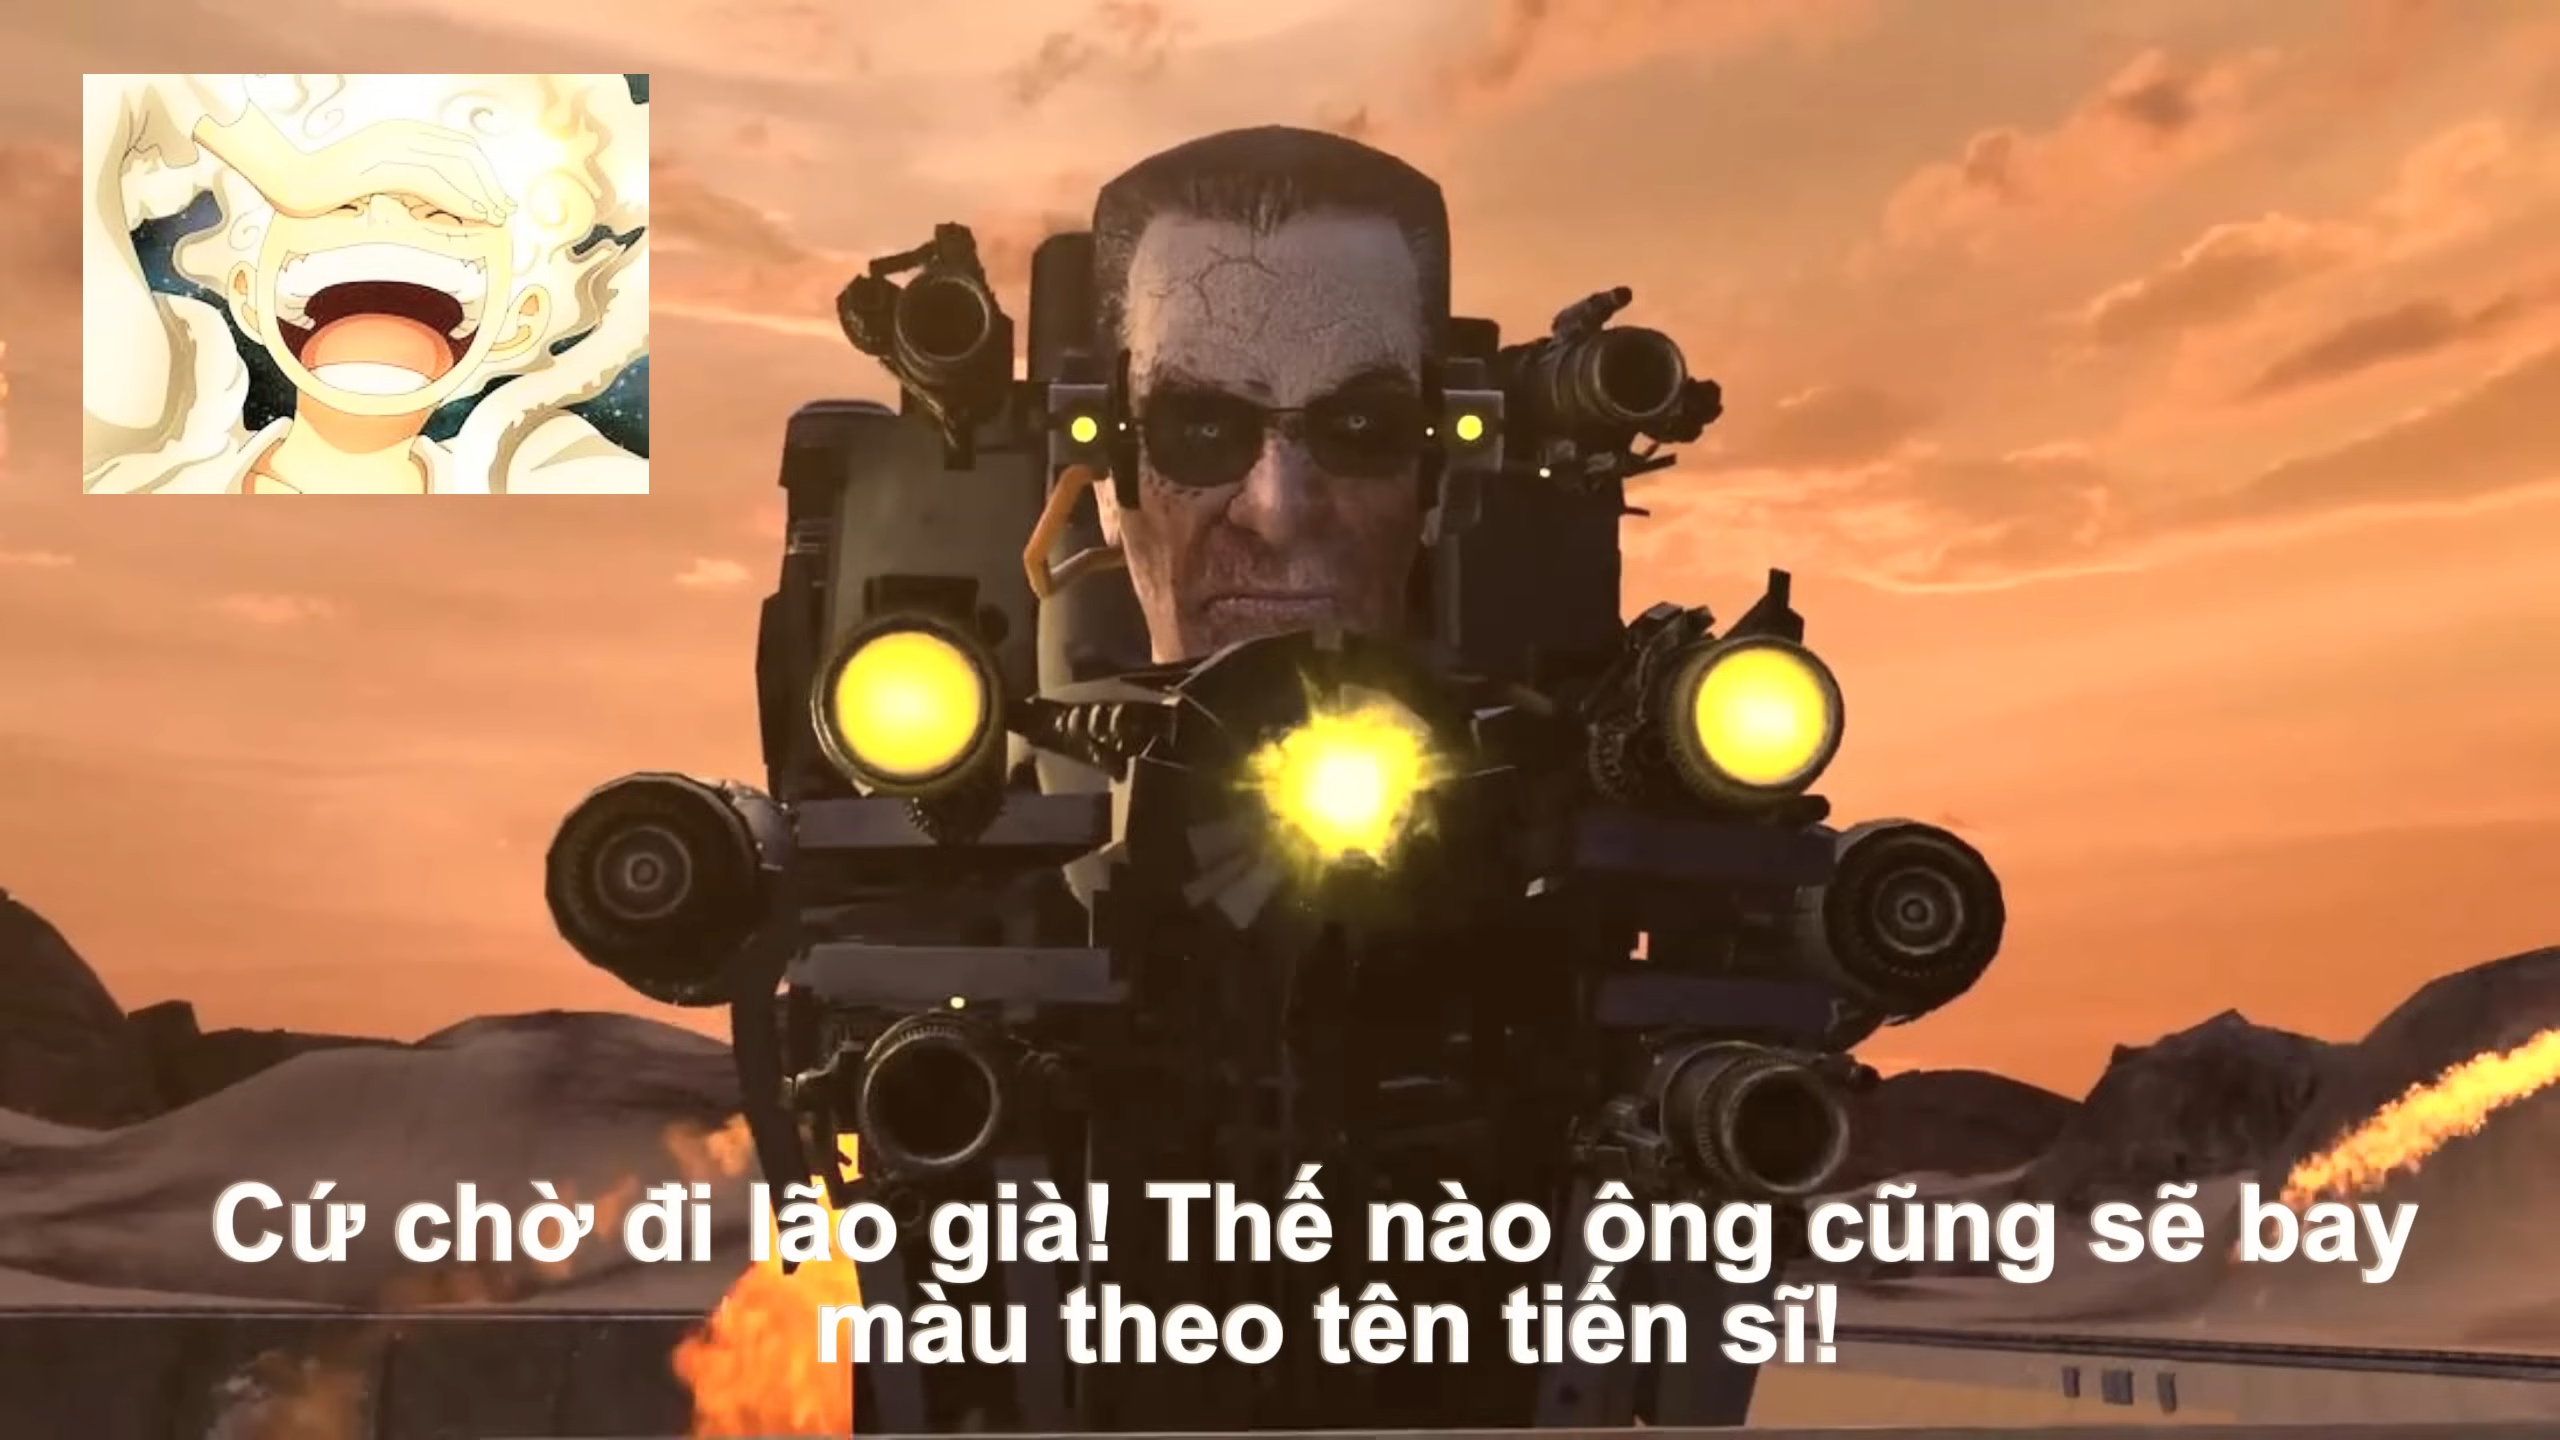 Cứ chờ đi lão già! Thế nào ông cũng sẽ bay
màu theo tên tiến sĩ!